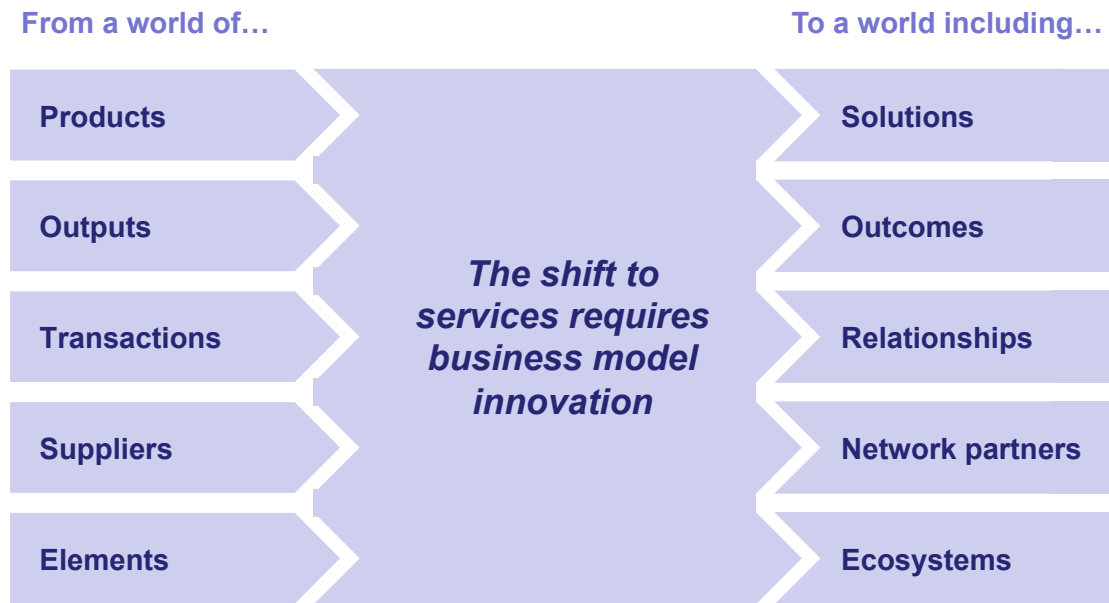 From a world of…
To a world including…
Products
Solutions
Outputs
Outcomes
The shift to
services requires
business model
innovation
Transactions
Relationships
Suppliers
Network partners
Elements
Ecosystems